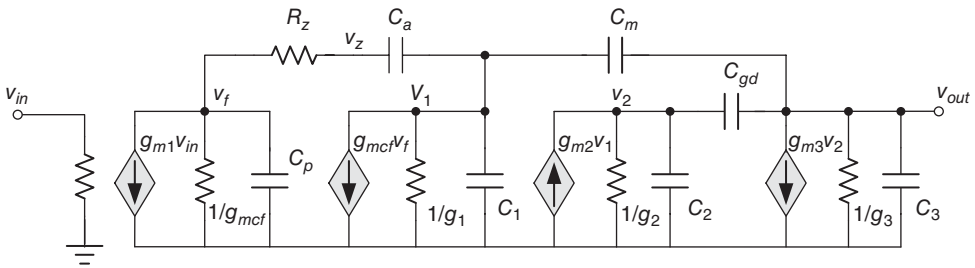 R_z
v_z
C_a
C_m
C_gd
v_in
v_f
V_1
v_2
v_out
g_m1v_in
C_p
g_mcfv_f
g_m2v_1
g_m3v_2
1/g_mcf
1/g_1
C_1
1/g_2
C_2
1/g_3
C_3